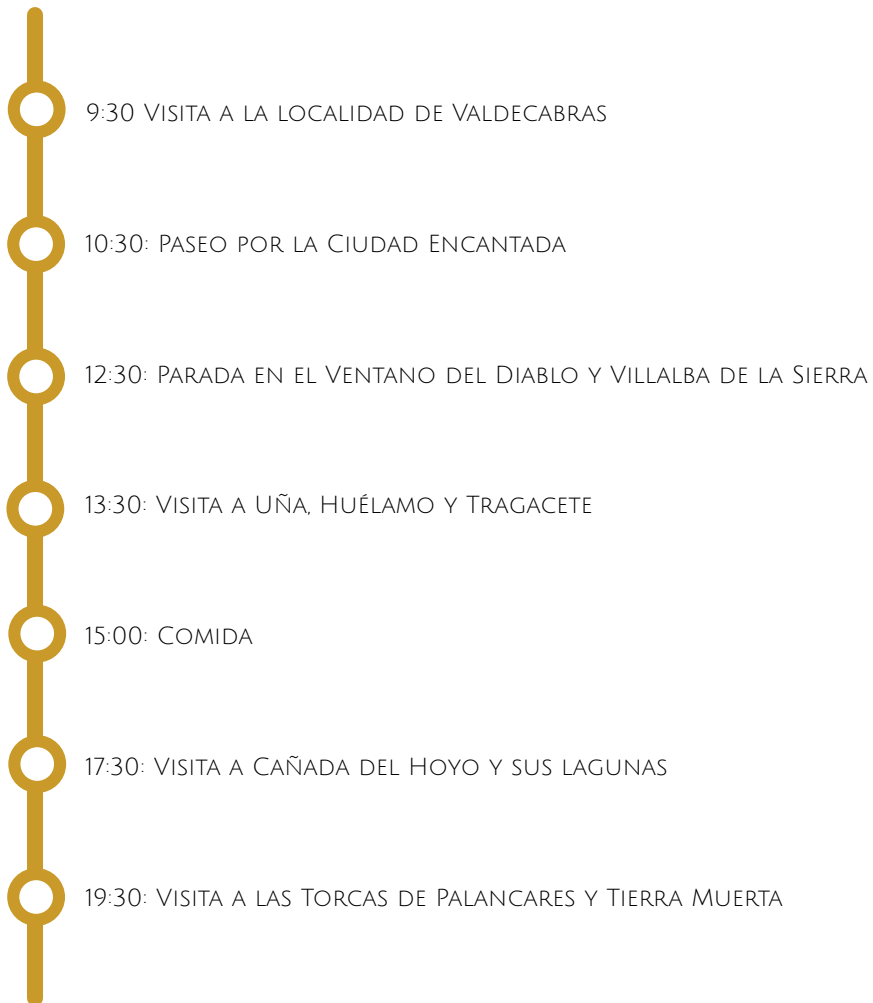 9:30 Visita a la localidad de Valdecabras
10:30: Paseo por la Ciudad Encantada
12:30: Parada en el Ventano del Diablo y Villalba de la Sierra
13:30: Visita a Uña, Huélamo y Tragacete
15:00: Comida
17:30: Visita a Cañada del Hoyo y sus lagunas
19:30: Visita a las Torcas de Palancares y Tierra Muerta